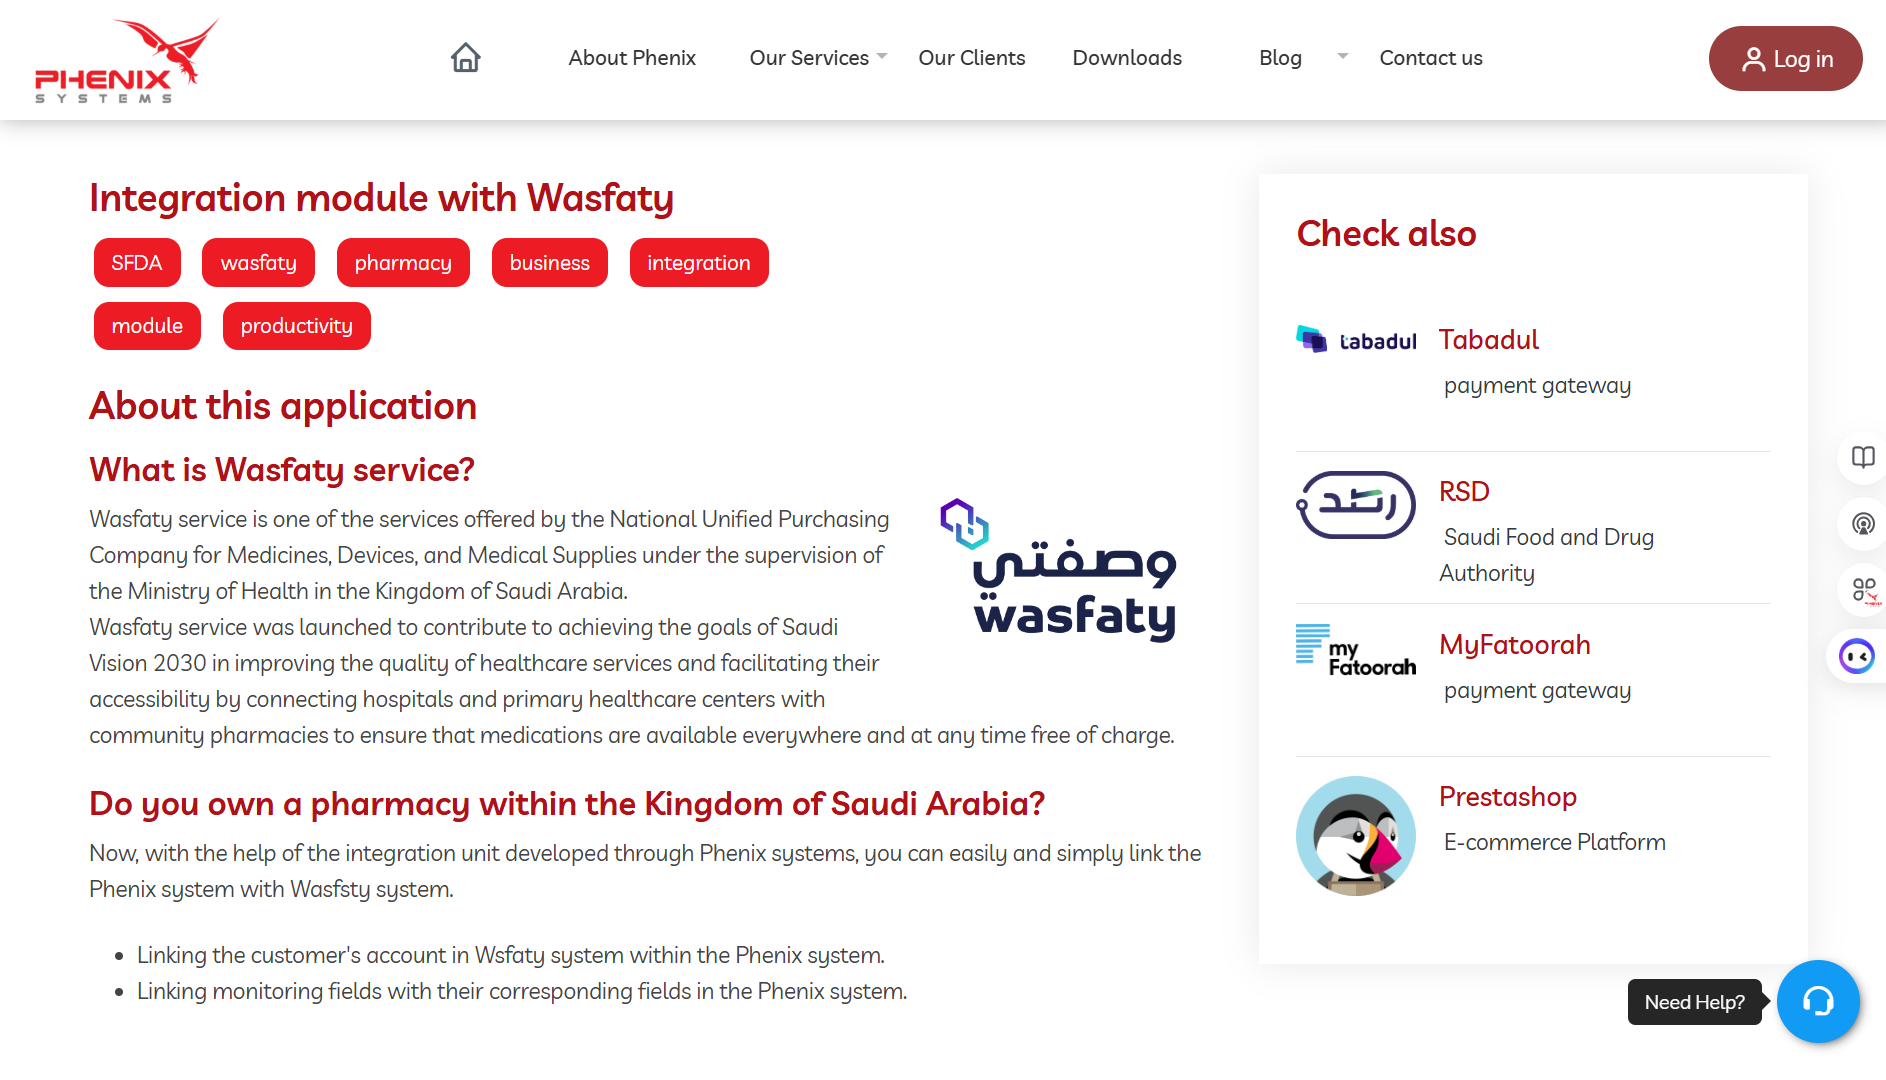 PHENIX
SYSTEMS
About Phenix
Our Services
Our Clients
Downloads
Blog
Contact us
Log in
Integration module with Wasfaty
SFDA
wasfaty
pharmacy
business
integration
module
productivity
About this application
What is Wasfaty service?
Wasfaty service is one of the services offered by the National Unified Purchasing
Company for Medicines, Devices, and Medical Supplies under the supervision of
the Ministry of Health in the Kingdom of Saudi Arabia.
Wasfaty service was launched to contribute to achieving the goals of Saudi
Vision 2030 in improving the quality of healthcare services and facilitating their
accessibility by connecting hospitals and primary healthcare centers with
community pharmacies to ensure that medications are available everywhere and at any time free of charge.
وصفتي
wasfaty
Do you own a pharmacy within the Kingdom of Saudi Arabia?
Now, with the help of the integration unit developed through Phenix systems, you can easily and simply link the
Phenix system with Wasfsty system.
Linking the customer's account in Wsfaty system within the Phenix system.
Linking monitoring fields with their corresponding fields in the Phenix system.
Check also
tabadul
Tabadul
payment gateway
رصد
RSD
Saudi Food and Drug
Authority
my
Fatoorah
MyFatoorah
payment gateway
Prestashop
E-commerce Platform
Need Help?